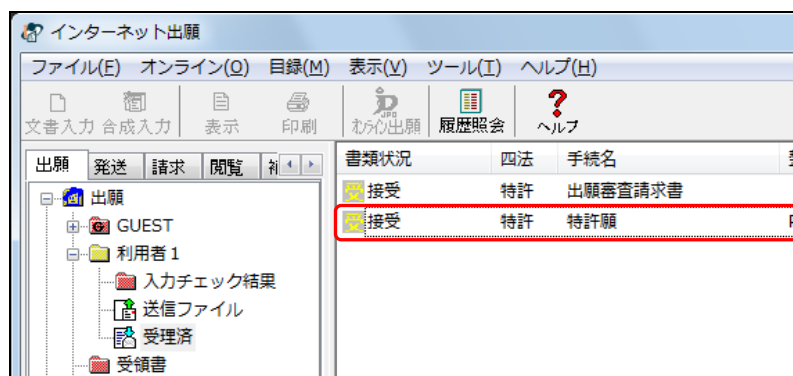 インターネット出願
ファイル(F) オンライン(O) 目録(M) 表示(V) ツール(T) ヘルプ(H)
文書入力 合成入力 表示 印刷 オンライン出願 履歴照会 ヘルプ
出願 発送 請求 閲覧
書類状況 四法 手続名
受 接受 特許 出願審査請求書
受 接受 特許 特許願
出願
GUEST
利用者1
入力チェック結果
送信ファイル
受理済
受領書